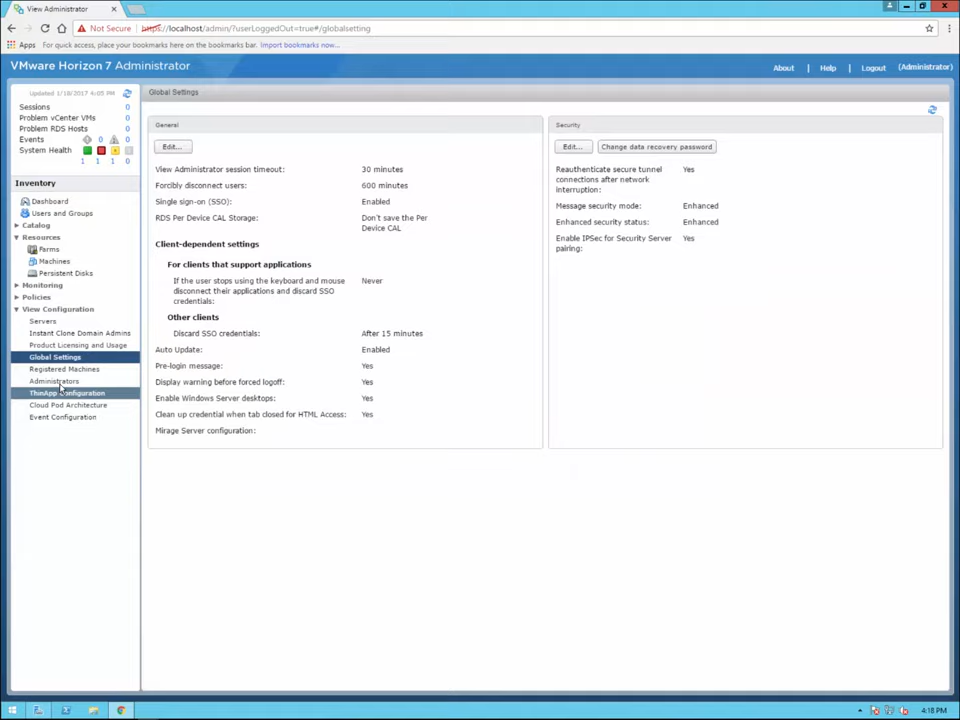 View Administrator
Not Secure
https://localhost/admin/?userLoggedOut=true#/globalsetting
Apps
For quick access, place your bookmarks here on the bookmarks bar.
Import bookmarks now...
VMware Horizon 7 Administrator
About
Help
Logout
(Administrator)
Updated 1/18/2017 4:05 PM
Sessions 0
Problem vCenter VMs 0
Problem RDS Hosts 0
Events 0 0
System Health
1 1 1 0
Inventory
Dashboard
Users and Groups
Catalog
Resources
Farms
Machines
Persistent Disks
Monitoring
Policies
View Configuration
Servers
Instant Clone Domain Admins
Product Licensing and Usage
Global Settings
Registered Machines
Administrators
ThinApp Configuration
Cloud Pod Architecture
Event Configuration
Global Settings
General
Edit...
View Administrator session timeout: 30 minutes
Forcibly disconnect users: 600 minutes
Single sign-on (SSO): Enabled
RDS Per Device CAL Storage: Don't save the Per
Device CAL
Client-dependent settings
For clients that support applications
If the user stops using the keyboard and mouse Never
disconnect their applications and discard SSO
credentials:
Other clients
Discard SSO credentials: After 15 minutes
Auto Update: Enabled
Pre-login message: Yes
Display warning before forced logoff: Yes
Enable Windows Server desktops: Yes
Clean up credential when tab closed for HTML Access: Yes
Mirage Server configuration:
Security
Edit...
Change data recovery password
Reauthenticate secure tunnel Yes
connections after network
interruption:
Message security mode: Enhanced
Enhanced security status: Enhanced
Enable IPSec for Security Server Yes
pairing:
4:18 PM